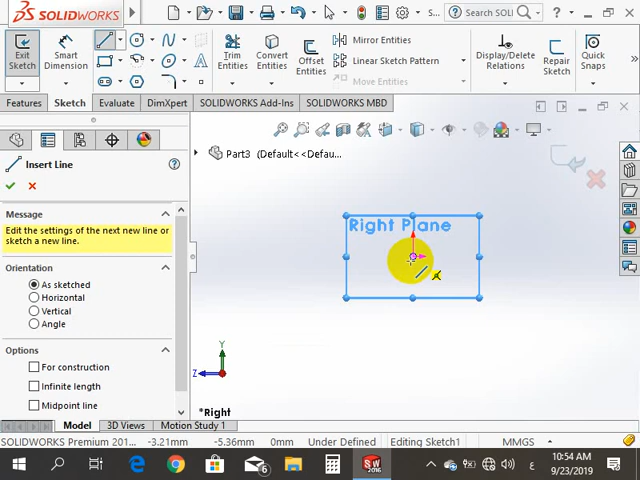 SOLIDWORKS
S...
Search S
Exit Sketch
Smart Dimension
Trim Entities
Convert Entities
Offset Entities
Mirror Entities
Linear Sketch Pattern
Move Entities
Display/Delete Relations
Repair Sketch
Quick Snaps
Features
Sketch
Evaluate
DimXpert
SOLIDWORKS Add-Ins
SOLIDWORKS MBD
Part3 (Default<<Defau...
Insert Line
Message
Edit the settings of the next new line or sketch a new line.
Orientation
As sketched
Horizontal
Vertical
Angle
Options
For construction
Infinite length
Midpoint line
Right Plane
Y
Z
*Right
Model
3D Views
Motion Study 1
SOLIDWORKS Premium 201...
-3.21mm
-5.36mm
0mm
Under Defined
Editing Sketch1
MMGS
6
SW
2016
ع
10:54 AM
9/23/2019